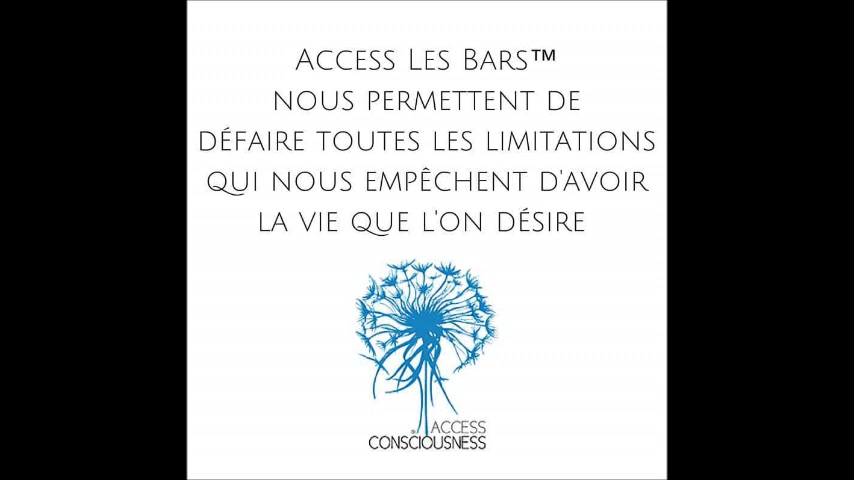 Access Les Bars™
nous permettent de
défaire toutes les limitations
qui nous empêchent d'avoir
la vie que l'on désire
® ACCESS
CONSCIOUSNESS